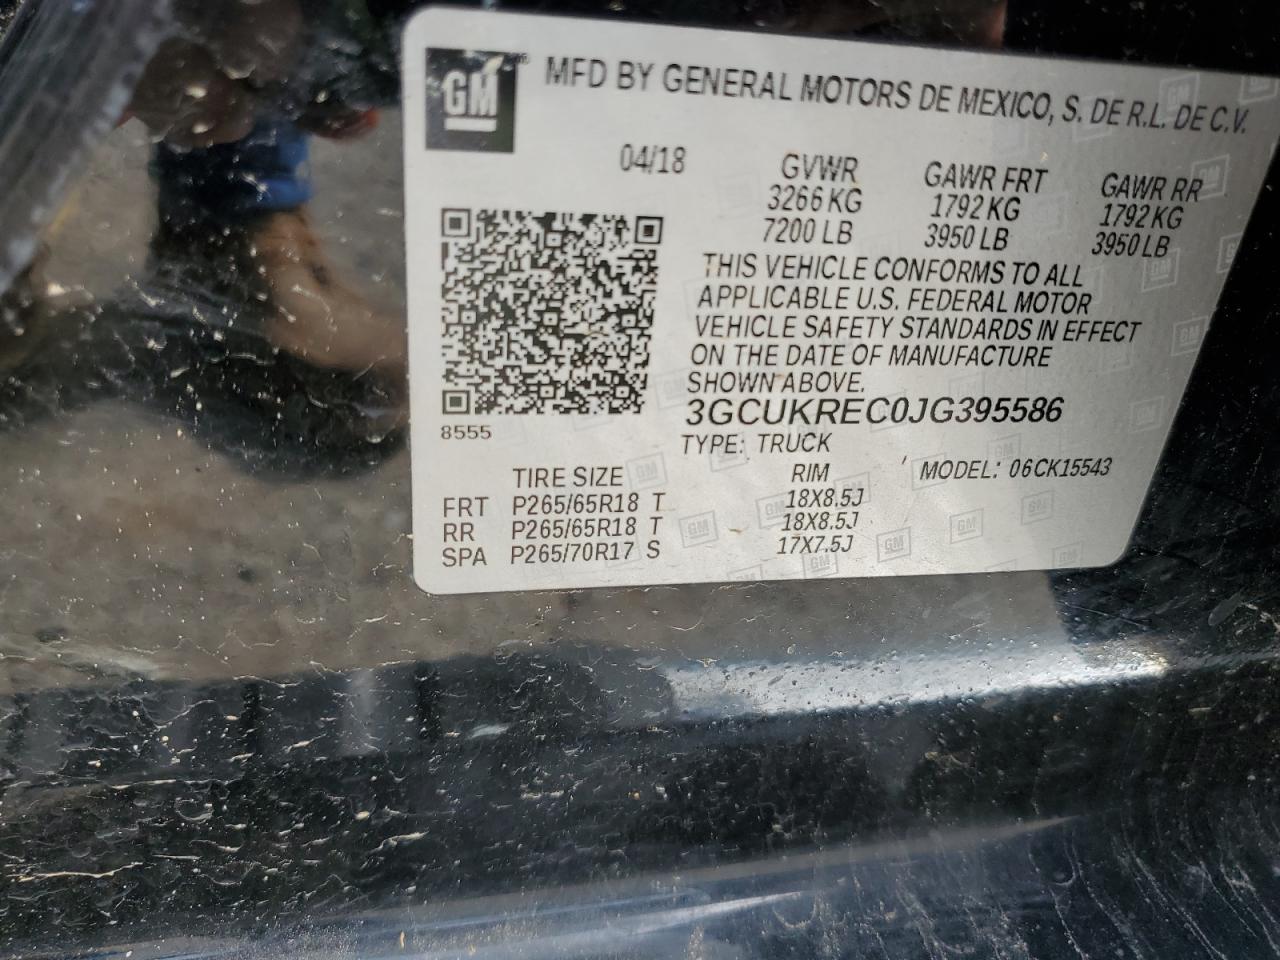 GM
MFD BY GENERAL MOTORS DE MEXICO, S. DE R.L. DE C.V.
04/18
GVWR GAWR FRT GAWR RR
3266 KG 1792 KG 1792 KG
7200 LB 3950 LB 3950 LB
THIS VEHICLE CONFORMS TO ALL
APPLICABLE U.S. FEDERAL MOTOR
VEHICLE SAFETY STANDARDS IN EFFECT
ON THE DATE OF MANUFACTURE
SHOWN ABOVE.
8555
3GCUKREC0JG395586
TYPE: TRUCK
MODEL: 06CK15543
TIRE SIZE RIM
FRT P265/65R18 T 18X8.5J
RR P265/65R18 T 18X8.5J
SPA P265/70R17 S 17X7.5J